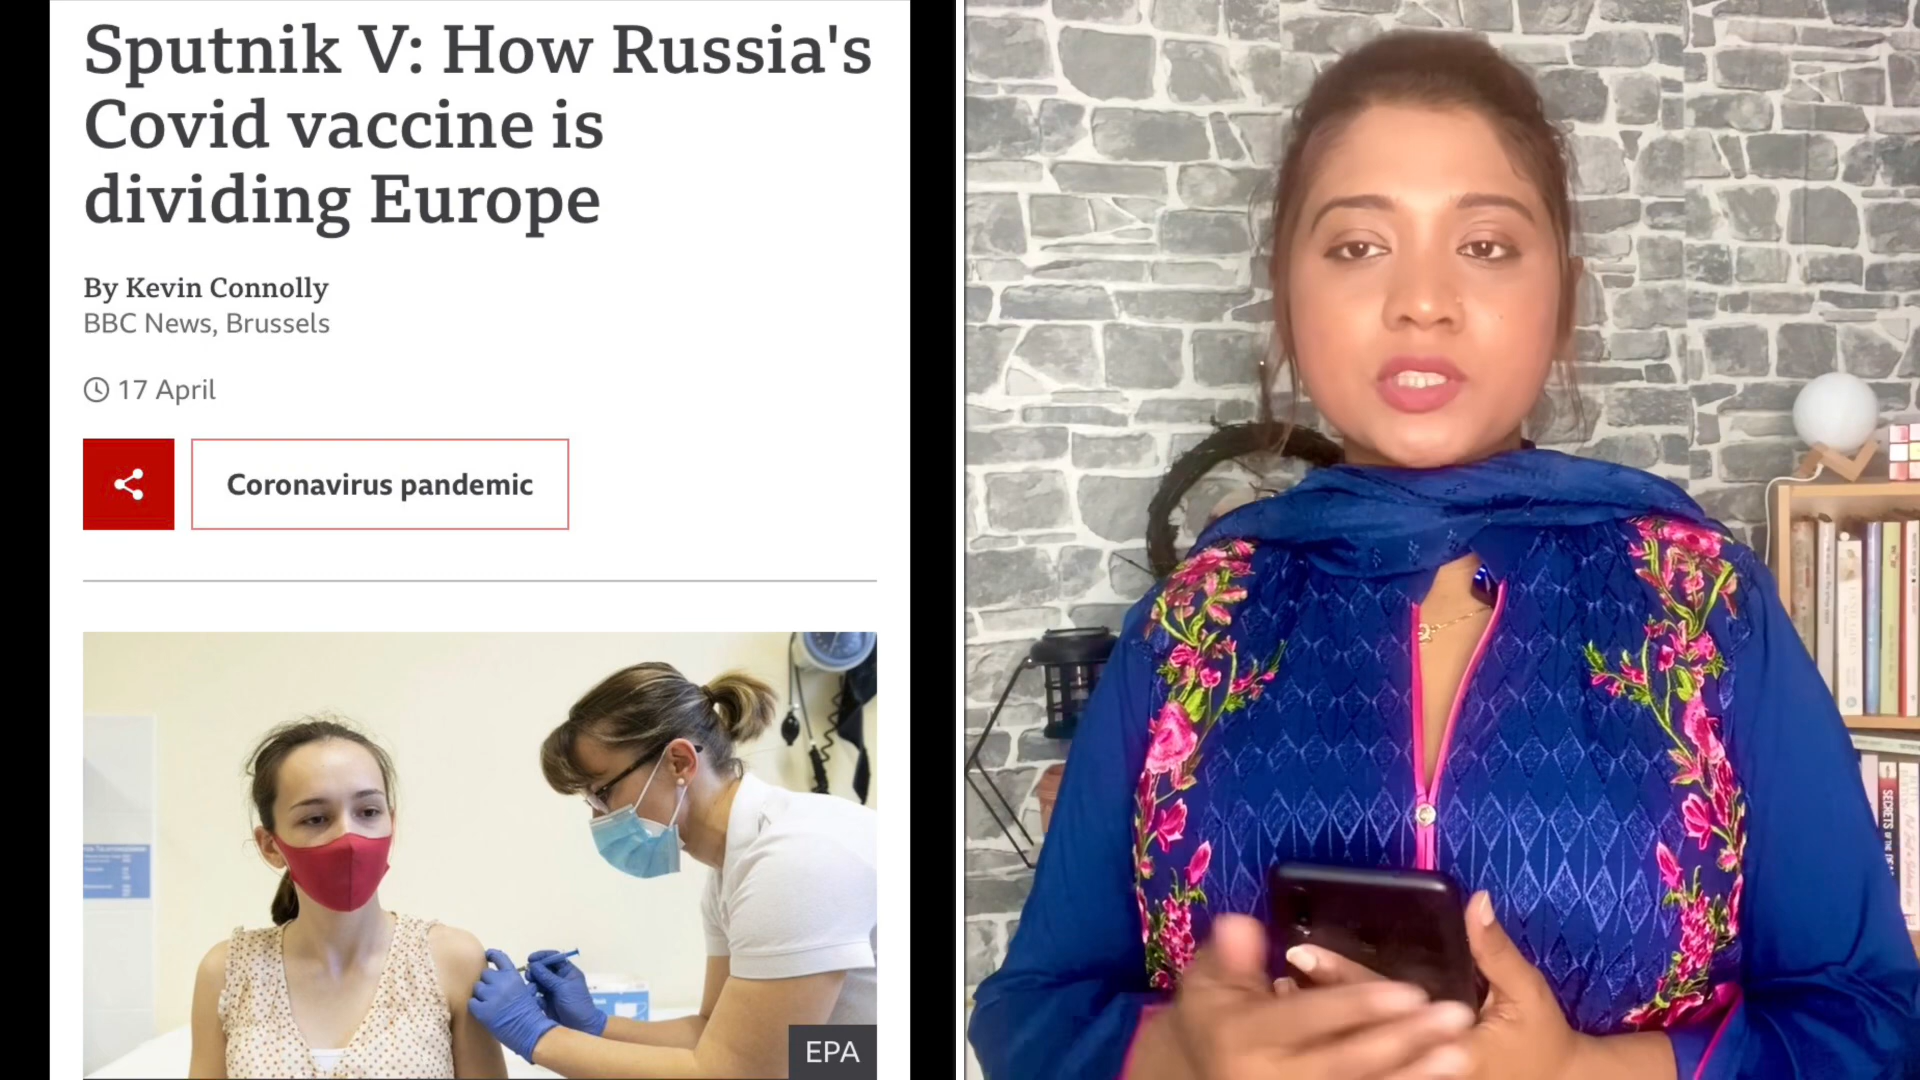 Sputnik V: How Russia's
Covid vaccine is
dividing Europe
By Kevin Connolly
BBC News, Brussels
17 April
Coronavirus pandemic
EPA
SECRETS